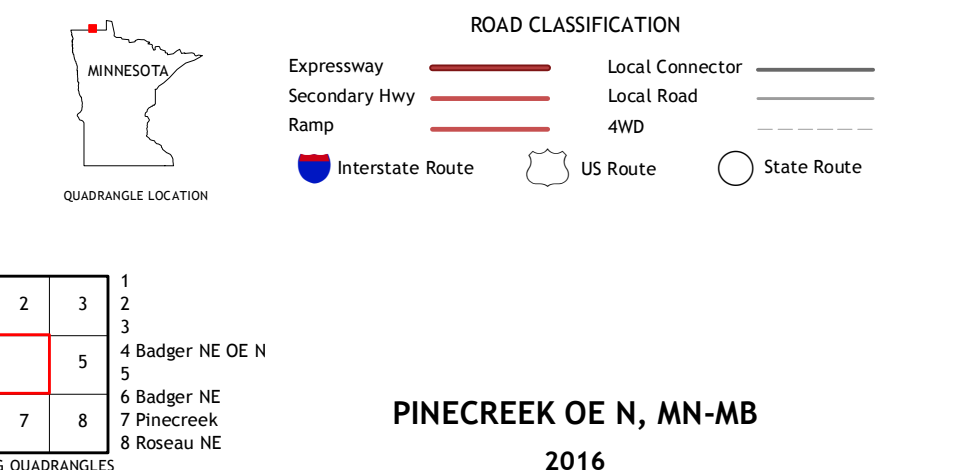 ROAD CLASSIFICATION
MINNESOTA
QUADRANGLE LOCATION
Expressway
Secondary Hwy
Ramp
Local Connector
Local Road
4WD
Interstate Route
US Route
State Route
2 3
5
7 8
1
2
3
4 Badger NE OE N
5
6 Badger NE
7 Pinecreek
8 Roseau NE
QUADRANGLES
PINECREEK OE N, MN-MB
2016